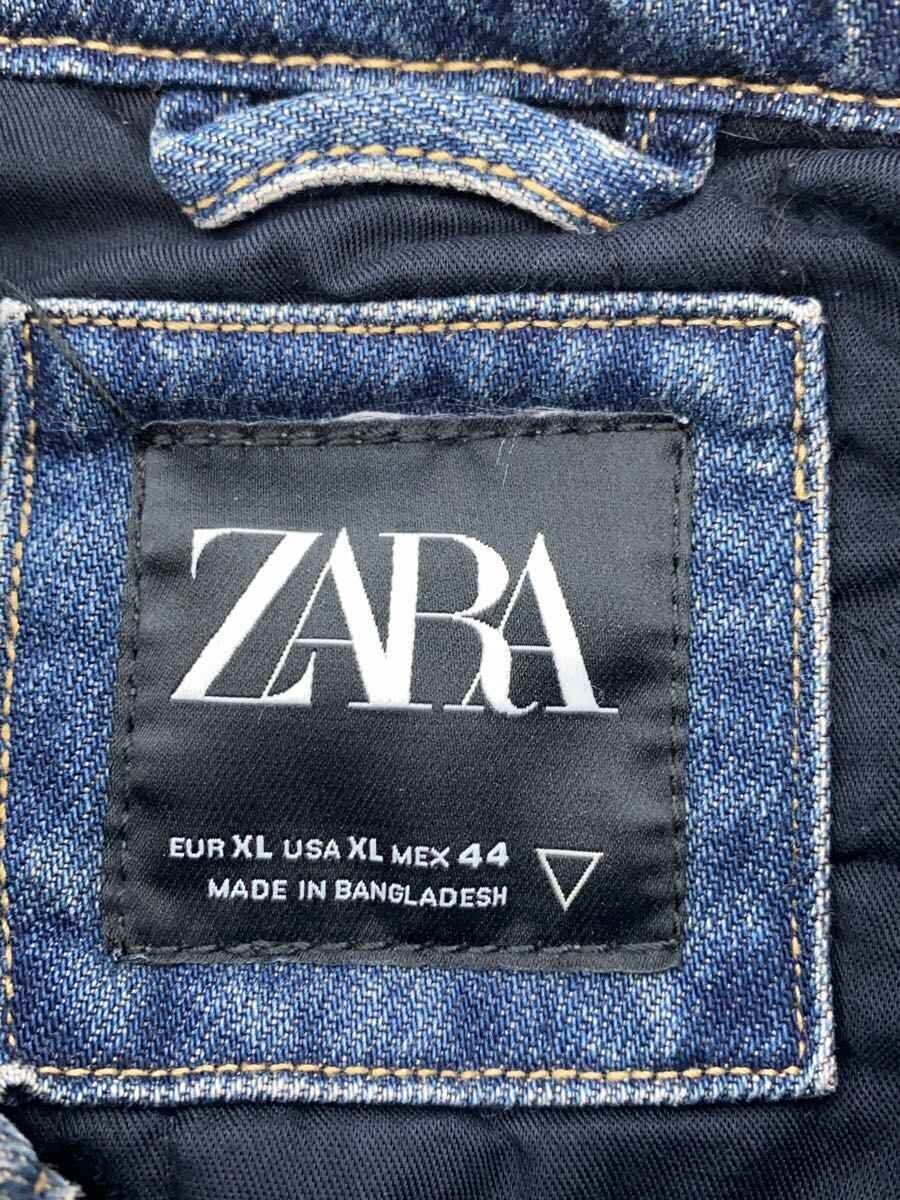 ZARA
EUR XL USA XL MEX 44
MADE IN BANGLADESH